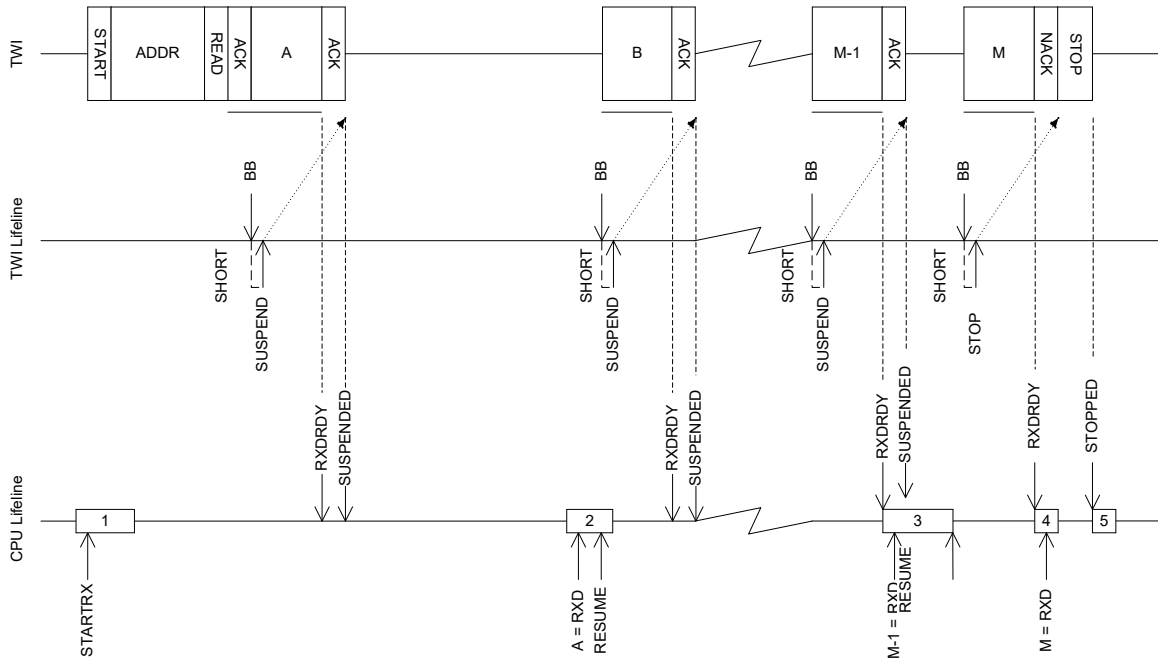 TWI
START
ADDR
READ
ACK
A
ACK
B
ACK
M-1
ACK
M
NACK
STOP
TWI Lifeline
BB
SHORT
SUSPEND
BB
SHORT
SUSPEND
BB
SHORT
SUSPEND
BB
SHORT
STOP
RXDRDY
SUSPENDED
RXDRDY
SUSPENDED
RXDRDY
SUSPENDED
RXDRDY
STOPPED
CPU Lifeline
1
2
3
4
5
STARTRX
A = RXD
RESUME
M-1 = RXD
RESUME
M = RXD